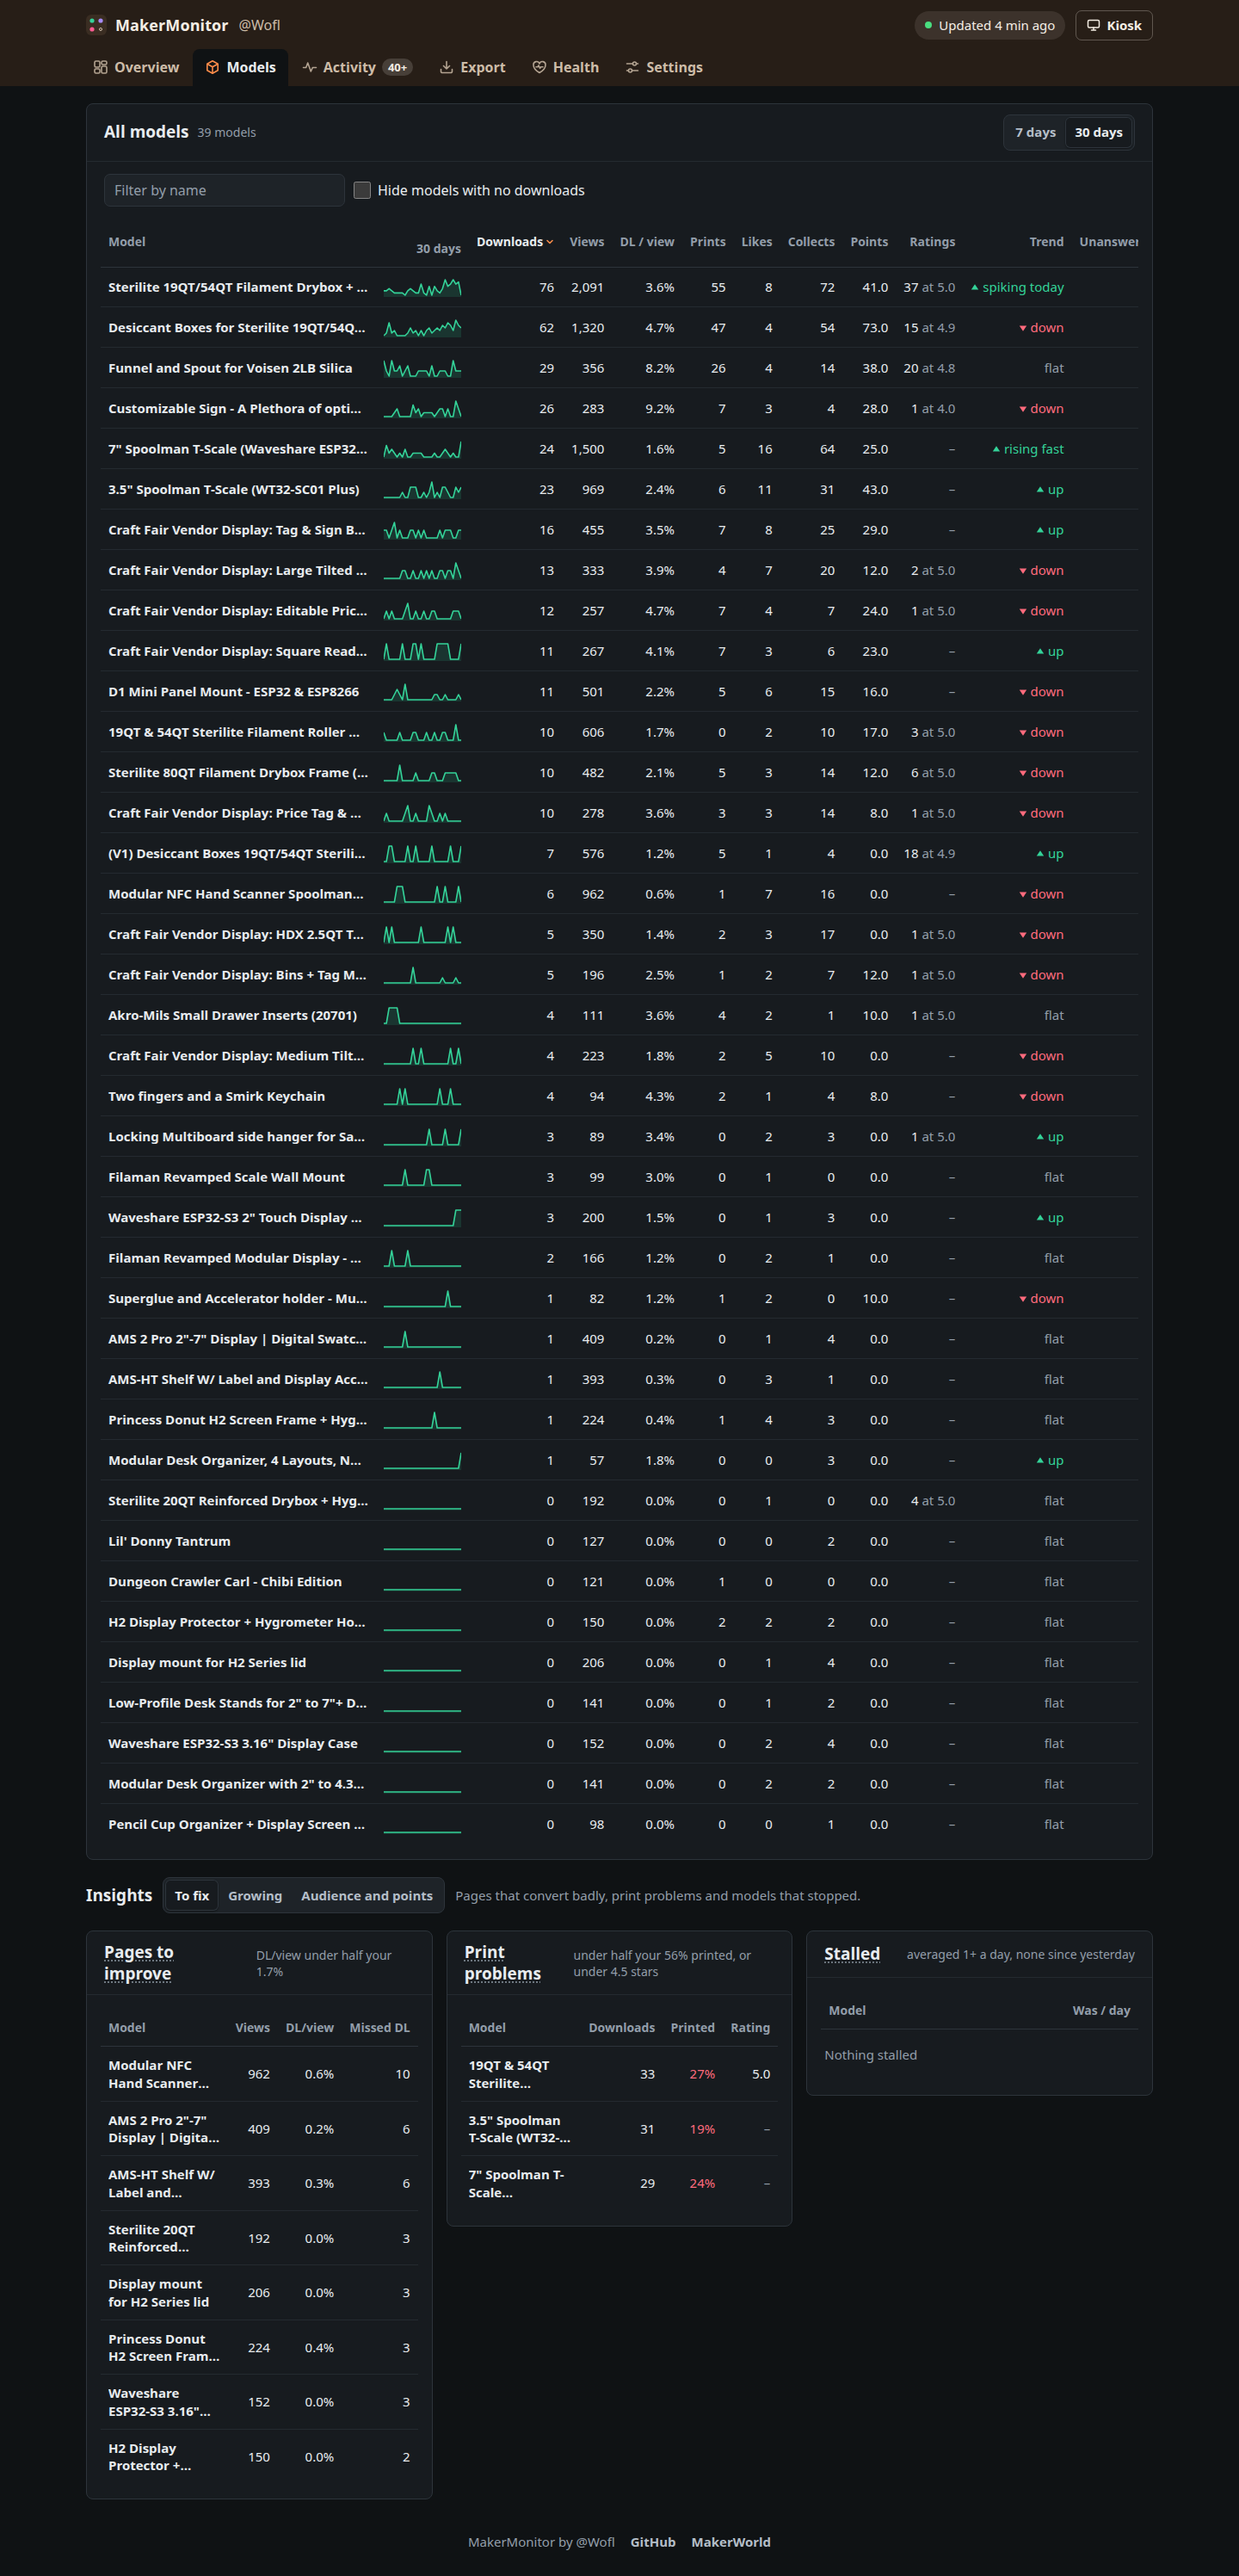 MakerMonitor @Wofl
Updated 4 min ago
Kiosk
Overview Models Activity 40+ Export Health Settings
All models 39 models
7 days 30 days
Filter by name
Hide models with no downloads
Model 30 days Downloads Views DL / view Prints Likes Collects Points Ratings Trend Unanswer
Sterilite 19QT/54QT Filament Drybox + ... 76 2,091 3.6% 55 8 72 41.0 37 at 5.0 spiking today
Desiccant Boxes for Sterilite 19QT/54Q... 62 1,320 4.7% 47 4 54 73.0 15 at 4.9 down
Funnel and Spout for Voisen 2LB Silica 29 356 8.2% 26 4 14 38.0 20 at 4.8 flat
Customizable Sign - A Plethora of opti... 26 283 9.2% 7 3 4 28.0 1 at 4.0 down
7" Spoolman T-Scale (Waveshare ESP32... 24 1,500 1.6% 5 16 64 25.0 – rising fast
3.5" Spoolman T-Scale (WT32-SC01 Plus) 23 969 2.4% 6 11 31 43.0 – up
Craft Fair Vendor Display: Tag & Sign B... 16 455 3.5% 7 8 25 29.0 – up
Craft Fair Vendor Display: Large Tilted ... 13 333 3.9% 4 7 20 12.0 2 at 5.0 down
Craft Fair Vendor Display: Editable Pric... 12 257 4.7% 7 4 7 24.0 1 at 5.0 down
Craft Fair Vendor Display: Square Read... 11 267 4.1% 7 3 6 23.0 – up
D1 Mini Panel Mount - ESP32 & ESP8266 11 501 2.2% 5 6 15 16.0 – down
19QT & 54QT Sterilite Filament Roller ... 10 606 1.7% 0 2 10 17.0 3 at 5.0 down
Sterilite 80QT Filament Drybox Frame (... 10 482 2.1% 5 3 14 12.0 6 at 5.0 down
Craft Fair Vendor Display: Price Tag & ... 10 278 3.6% 3 3 14 8.0 1 at 5.0 down
(V1) Desiccant Boxes 19QT/54QT Sterili... 7 576 1.2% 5 1 4 0.0 18 at 4.9 up
Modular NFC Hand Scanner Spoolman... 6 962 0.6% 1 7 16 0.0 – down
Craft Fair Vendor Display: HDX 2.5QT T... 5 350 1.4% 2 3 17 0.0 1 at 5.0 down
Craft Fair Vendor Display: Bins + Tag M... 5 196 2.5% 1 2 7 12.0 1 at 5.0 down
Akro-Mils Small Drawer Inserts (20701) 4 111 3.6% 4 2 1 10.0 1 at 5.0 flat
Craft Fair Vendor Display: Medium Tilt... 4 223 1.8% 2 5 10 0.0 – down
Two fingers and a Smirk Keychain 4 94 4.3% 2 1 4 8.0 – down
Locking Multiboard side hanger for Sa... 3 89 3.4% 0 2 3 0.0 1 at 5.0 up
Filaman Revamped Scale Wall Mount 3 99 3.0% 0 1 0 0.0 – flat
Waveshare ESP32-S3 2" Touch Display ... 3 200 1.5% 0 1 3 0.0 – up
Filaman Revamped Modular Display - ... 2 166 1.2% 0 2 1 0.0 – flat
Superglue and Accelerator holder - Mu... 1 82 1.2% 1 2 0 10.0 – down
AMS 2 Pro 2"-7" Display | Digital Swatc... 1 409 0.2% 0 1 4 0.0 – flat
AMS-HT Shelf W/ Label and Display Acc... 1 393 0.3% 0 3 1 0.0 – flat
Princess Donut H2 Screen Frame + Hyg... 1 224 0.4% 1 4 3 0.0 – flat
Modular Desk Organizer, 4 Layouts, N... 1 57 1.8% 0 0 3 0.0 – up
Sterilite 20QT Reinforced Drybox + Hyg... 0 192 0.0% 0 1 0 0.0 4 at 5.0 flat
Lil' Donny Tantrum 0 127 0.0% 0 0 2 0.0 – flat
Dungeon Crawler Carl - Chibi Edition 0 121 0.0% 1 0 0 0.0 – flat
H2 Display Protector + Hygrometer Ho... 0 150 0.0% 2 2 2 0.0 – flat
Display mount for H2 Series lid 0 206 0.0% 0 1 4 0.0 – flat
Low-Profile Desk Stands for 2" to 7"+ D... 0 141 0.0% 0 1 2 0.0 – flat
Waveshare ESP32-S3 3.16" Display Case 0 152 0.0% 0 2 4 0.0 – flat
Modular Desk Organizer with 2" to 4.3... 0 141 0.0% 0 2 2 0.0 – flat
Pencil Cup Organizer + Display Screen ... 0 98 0.0% 0 0 1 0.0 – flat
Insights To fix Growing Audience and points Pages that convert badly, print problems and models that stopped.
Pages to
improve
DL/view under half your
1.7%
Model Views DL/view Missed DL
Modular NFC
Hand Scanner... 962 0.6% 10
AMS 2 Pro 2"-7"
Display | Digita... 409 0.2% 6
AMS-HT Shelf W/
Label and... 393 0.3% 6
Sterilite 20QT
Reinforced... 192 0.0% 3
Display mount
for H2 Series lid 206 0.0% 3
Princess Donut
H2 Screen Fram... 224 0.4% 3
Waveshare
ESP32-S3 3.16"... 152 0.0% 3
H2 Display
Protector +... 150 0.0% 2
Print
problems
under half your 56% printed, or
under 4.5 stars
Model Downloads Printed Rating
19QT & 54QT
Sterilite... 33 27% 5.0
3.5" Spoolman
T-Scale (WT32-... 31 19% –
7" Spoolman T-
Scale... 29 24% –
Stalled averaged 1+ a day, none since yesterday
Model Was / day
Nothing stalled
MakerMonitor by @Wofl GitHub MakerWorld